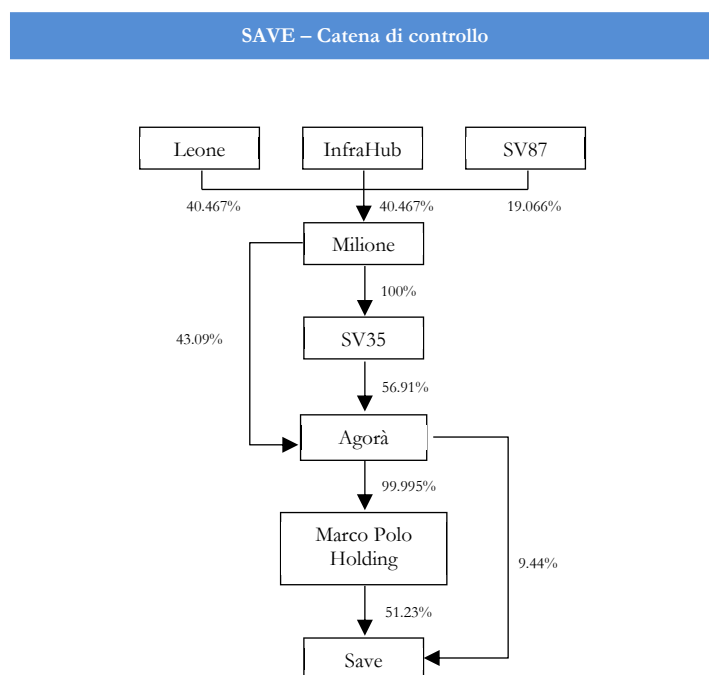 SAVE – Catena di controllo
Leone
InfraHub
SV87
40.467%
40.467%
19.066%
Milione
100%
43.09%
SV35
56.91%
Agorà
99.995%
Marco Polo
Holding
9.44%
51.23%
Save